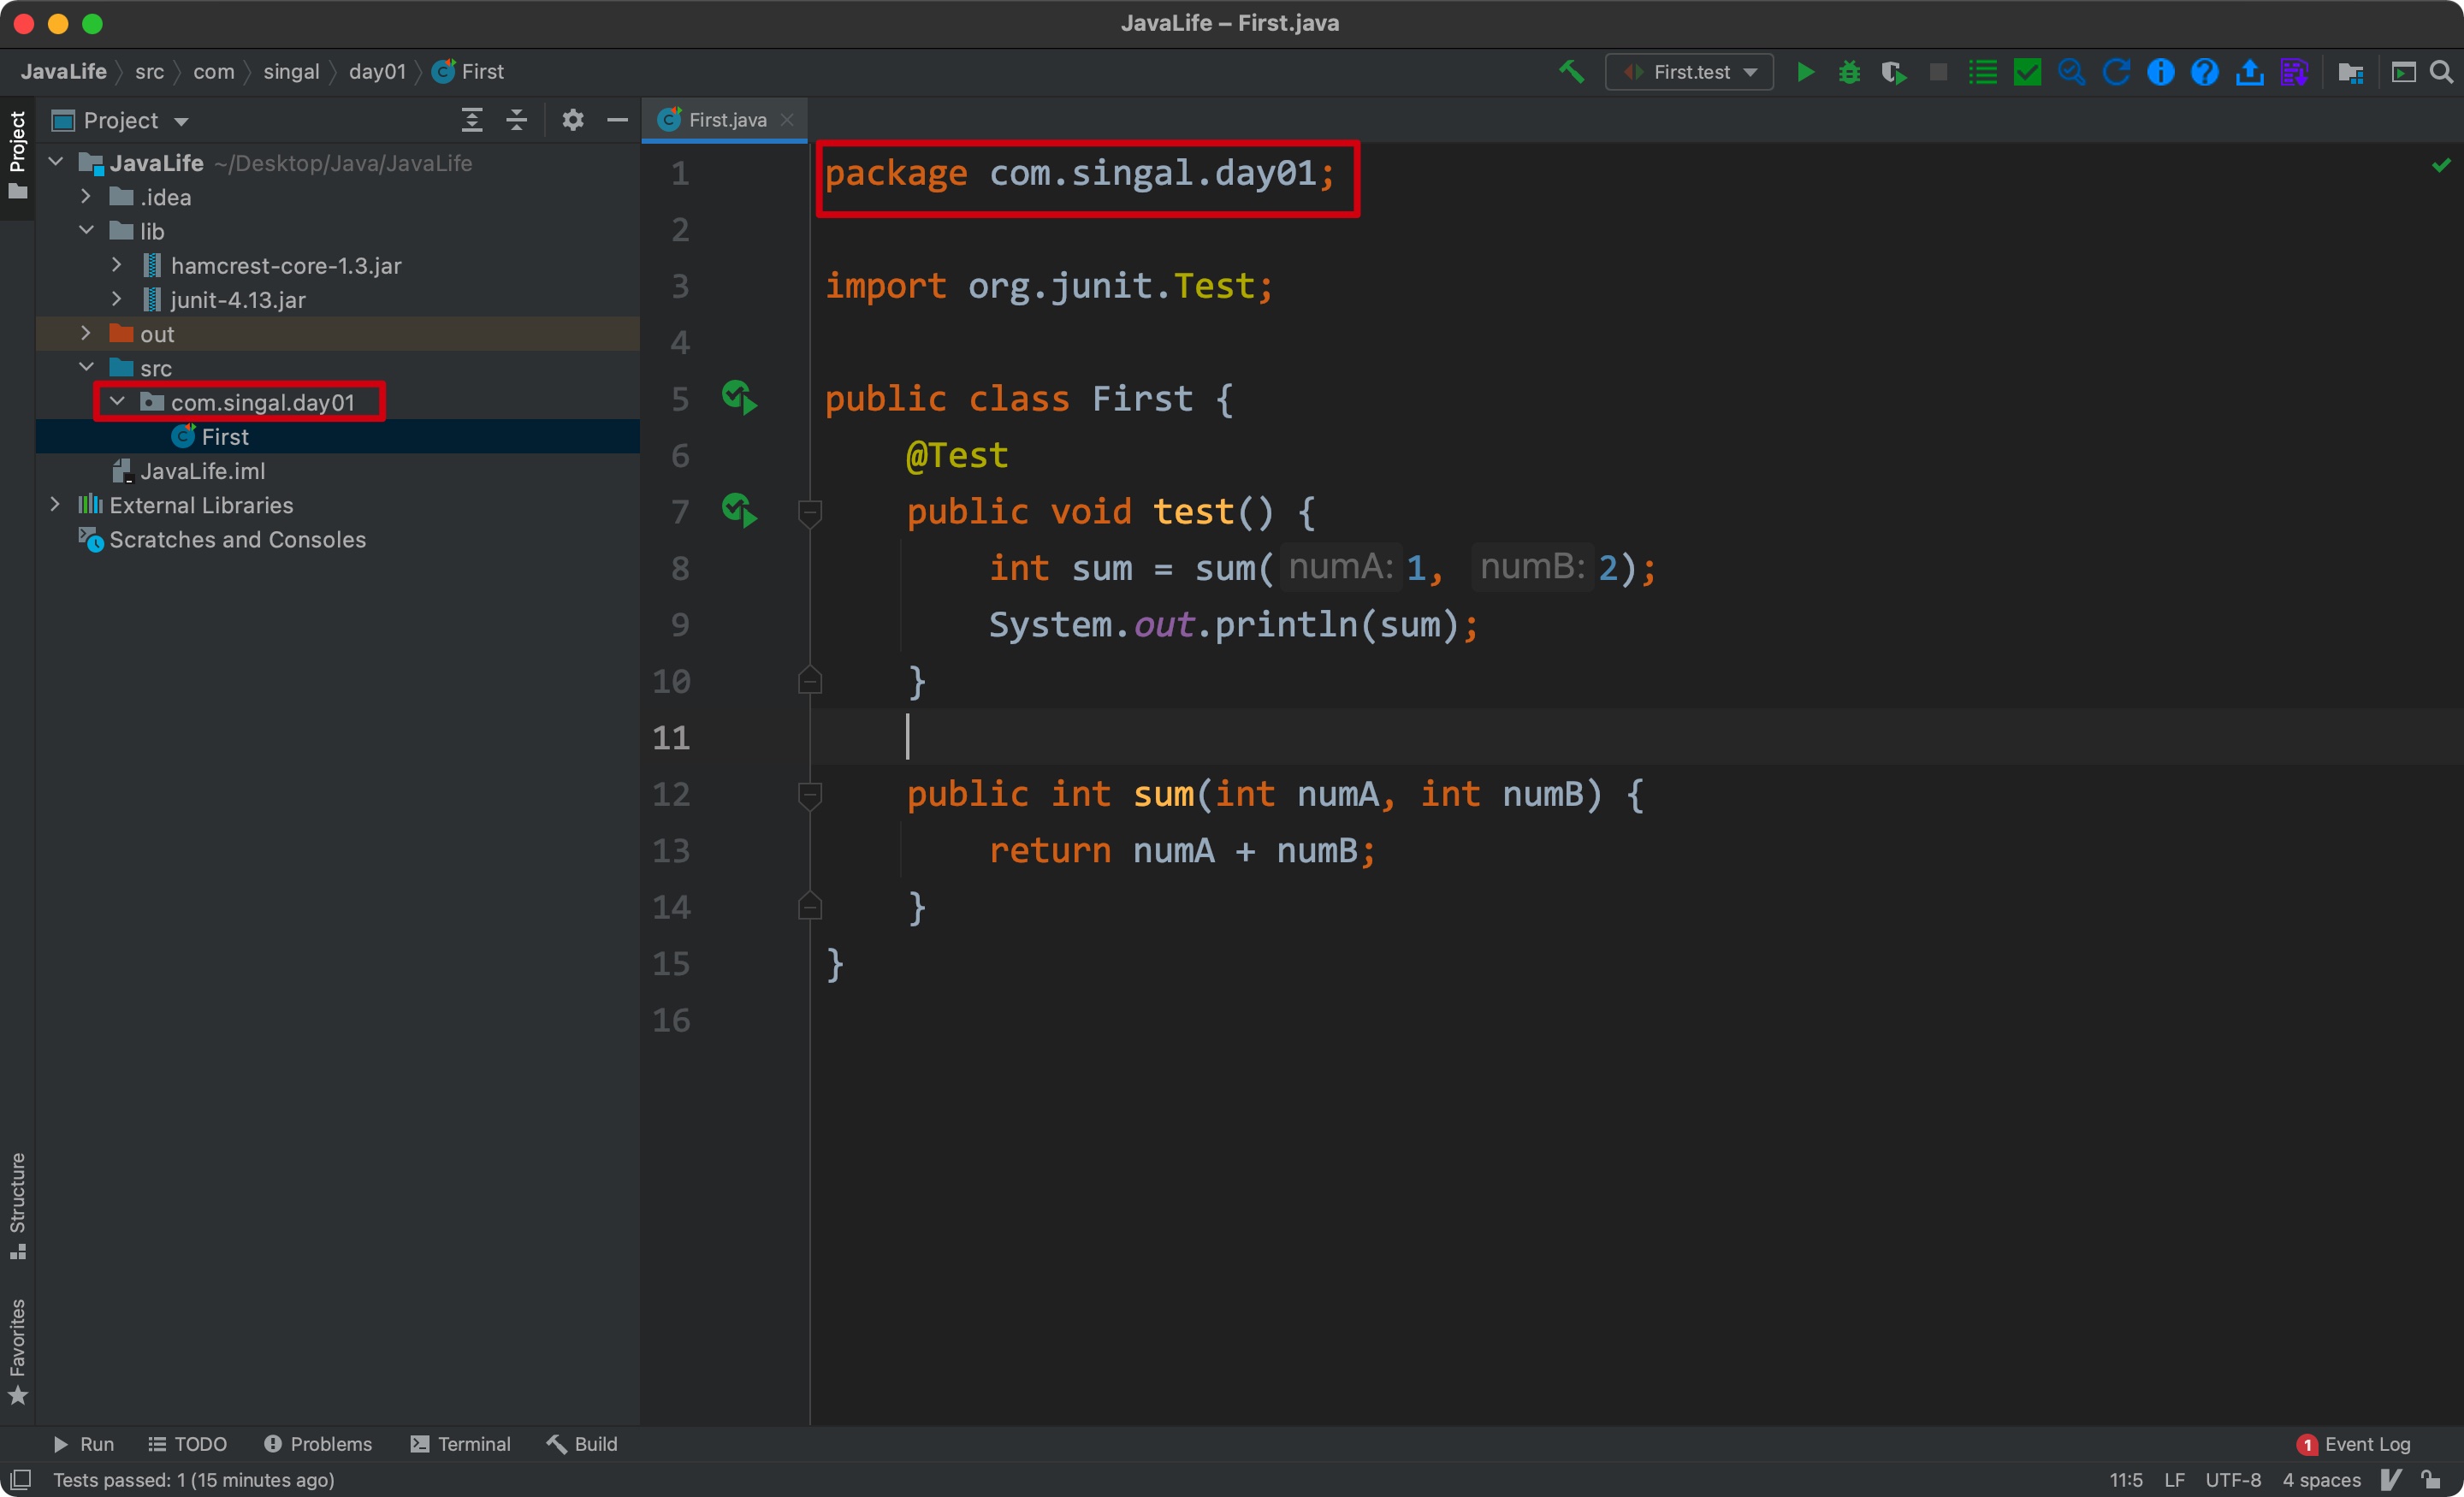 JavaLife – First.java
JavaLife src com singal day01 First
First.test
Project
Project
First.java
JavaLife ~/Desktop/Java/JavaLife
.idea
lib
hamcrest-core-1.3.jar
junit-4.13.jar
out
src
com.singal.day01
First
JavaLife.iml
External Libraries
Scratches and Consoles
1 package com.singal.day01;
2
3 import org.junit.Test;
4
5 public class First {
6 @Test
7 public void test() {
8 int sum = sum( numA: 1, numB: 2);
9 System.out.println(sum);
10 }
11
12 public int sum(int numA, int numB) {
13 return numA + numB;
14 }
15 }
16
Structure
Favorites
Run TODO Problems Terminal Build
1 Event Log
Tests passed: 1 (15 minutes ago)
11:5 LF UTF-8 4 spaces